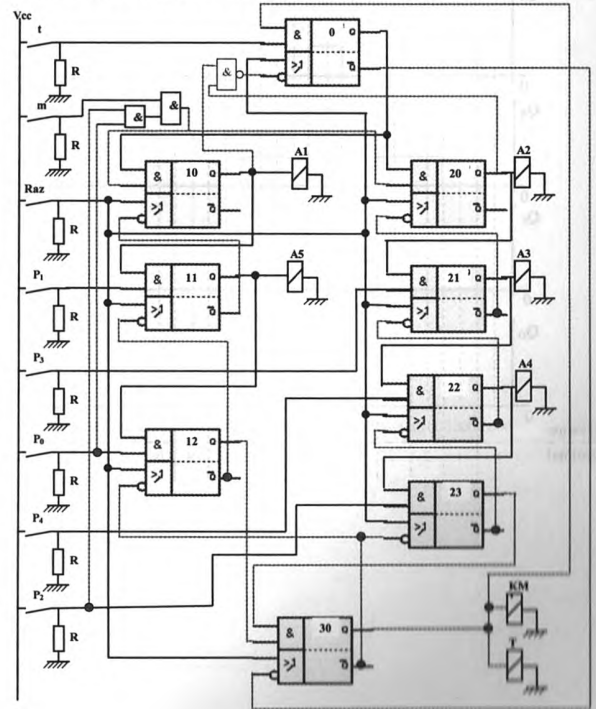 Vcc
t
R
m
R
Raz
R
P₁
R
P₃
R
P₀
R
P₄
R
P₂
R
&
0
Q
≥1
Q̅
&
&
&
&
10
Q
≥1
Q̅
A1
&
20
Q
≥1
Q̅
A2
&
11
Q
≥1
Q̅
A5
&
21
Q
≥1
Q̅
A3
&
22
Q
≥1
Q̅
A4
&
12
Q
≥1
Q̅
&
23
Q
≥1
Q̅
&
30
Q
≥1
Q̅
KM
T